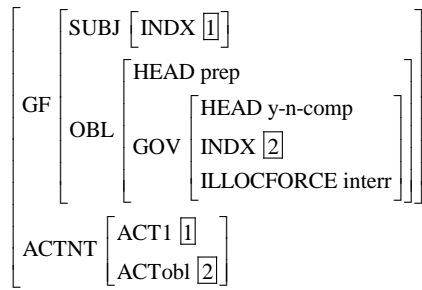 SUBJ [INDX 1]
HEAD prep
GF
HEAD y-n-comp
OBL
GOV
INDX 2
ILLOCFORCE interr
ACT1 1
ACTNT
ACTobl 2